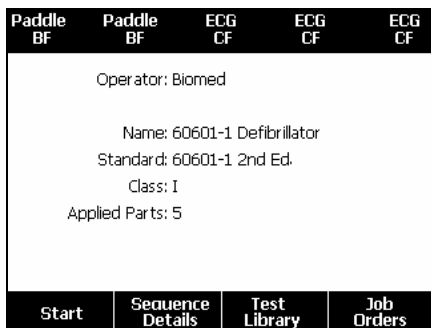 Paddle Paddle ECG ECG ECG
BF BF CF CF CF
Operator: Biomed
Name: 60601-1 Defibrillator
Standard: 60601-1 2nd Ed.
Class: I
Applied Parts: 5
Start Sequence Details Test Library Job Orders